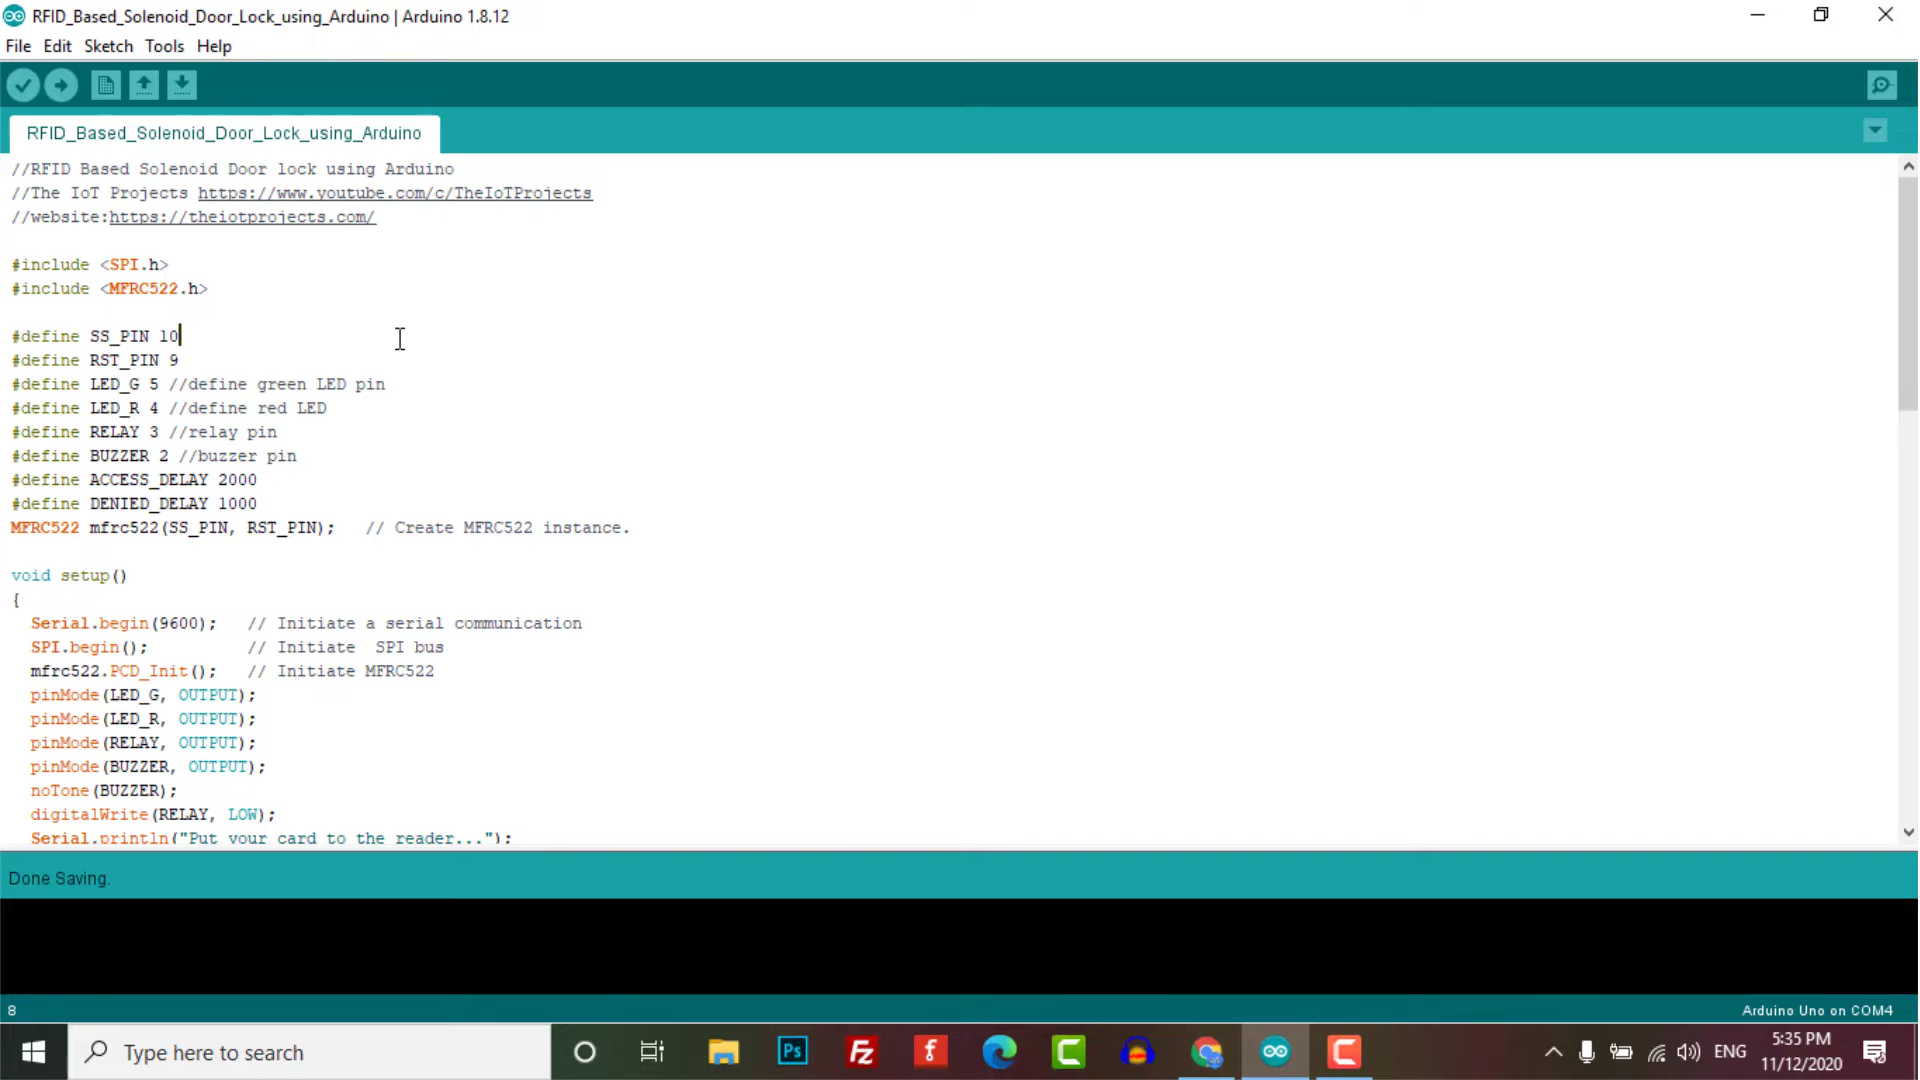 RFID_Based_Solenoid_Door_Lock_using_Arduino | Arduino 1.8.12
File Edit Sketch Tools Help
RFID_Based_Solenoid_Door_Lock_using_Arduino
//RFID Based Solenoid Door lock using Arduino
//The IoT Projects https://www.youtube.com/c/TheIoTProjects
//website:https://theiotprojects.com/
#include <SPI.h>
#include <MFRC522.h>
#define SS_PIN 10
#define RST_PIN 9
#define LED_G 5 //define green LED pin
#define LED_R 4 //define red LED
#define RELAY 3 //relay pin
#define BUZZER 2 //buzzer pin
#define ACCESS_DELAY 2000
#define DENIED_DELAY 1000
MFRC522 mfrc522(SS_PIN, RST_PIN);   // Create MFRC522 instance.
void setup()
{
  Serial.begin(9600);   // Initiate a serial communication
  SPI.begin();          // Initiate  SPI bus
  mfrc522.PCD_Init();   // Initiate MFRC522
  pinMode(LED_G, OUTPUT);
  pinMode(LED_R, OUTPUT);
  pinMode(RELAY, OUTPUT);
  pinMode(BUZZER, OUTPUT);
  noTone(BUZZER);
  digitalWrite(RELAY, LOW);
  Serial.println("Put your card to the reader...");
Done Saving.
8
Arduino Uno on COM4
Type here to search
Ps
Fz
f
C
C
ENG
5:35 PM
11/12/2020